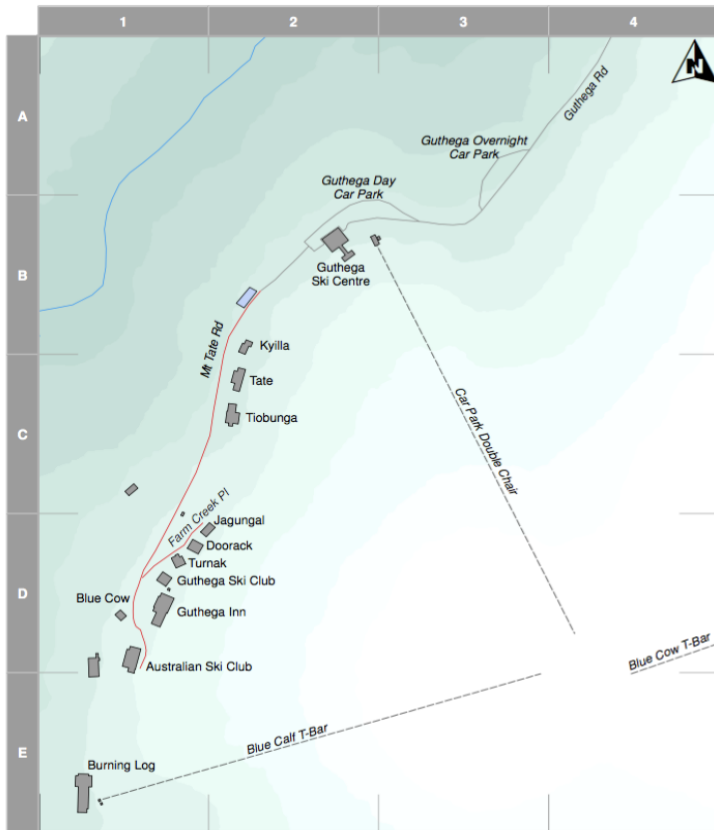 1 2 3 4
N
A
Guthega Rd
Guthega Overnight
Car Park
Guthega Day
Car Park
B
Guthega
Ski Centre
Mt Tate Rd
Kyilla
Tate
Tiobunga
C
Car Park Double Chair
Farm Creek Pl
Jagungal
Doorack
Turnak
Guthega Ski Club
D
Blue Cow
Guthega Inn
Australian Ski Club
Blue Cow T-Bar
Blue Calf T-Bar
E
Burning Log